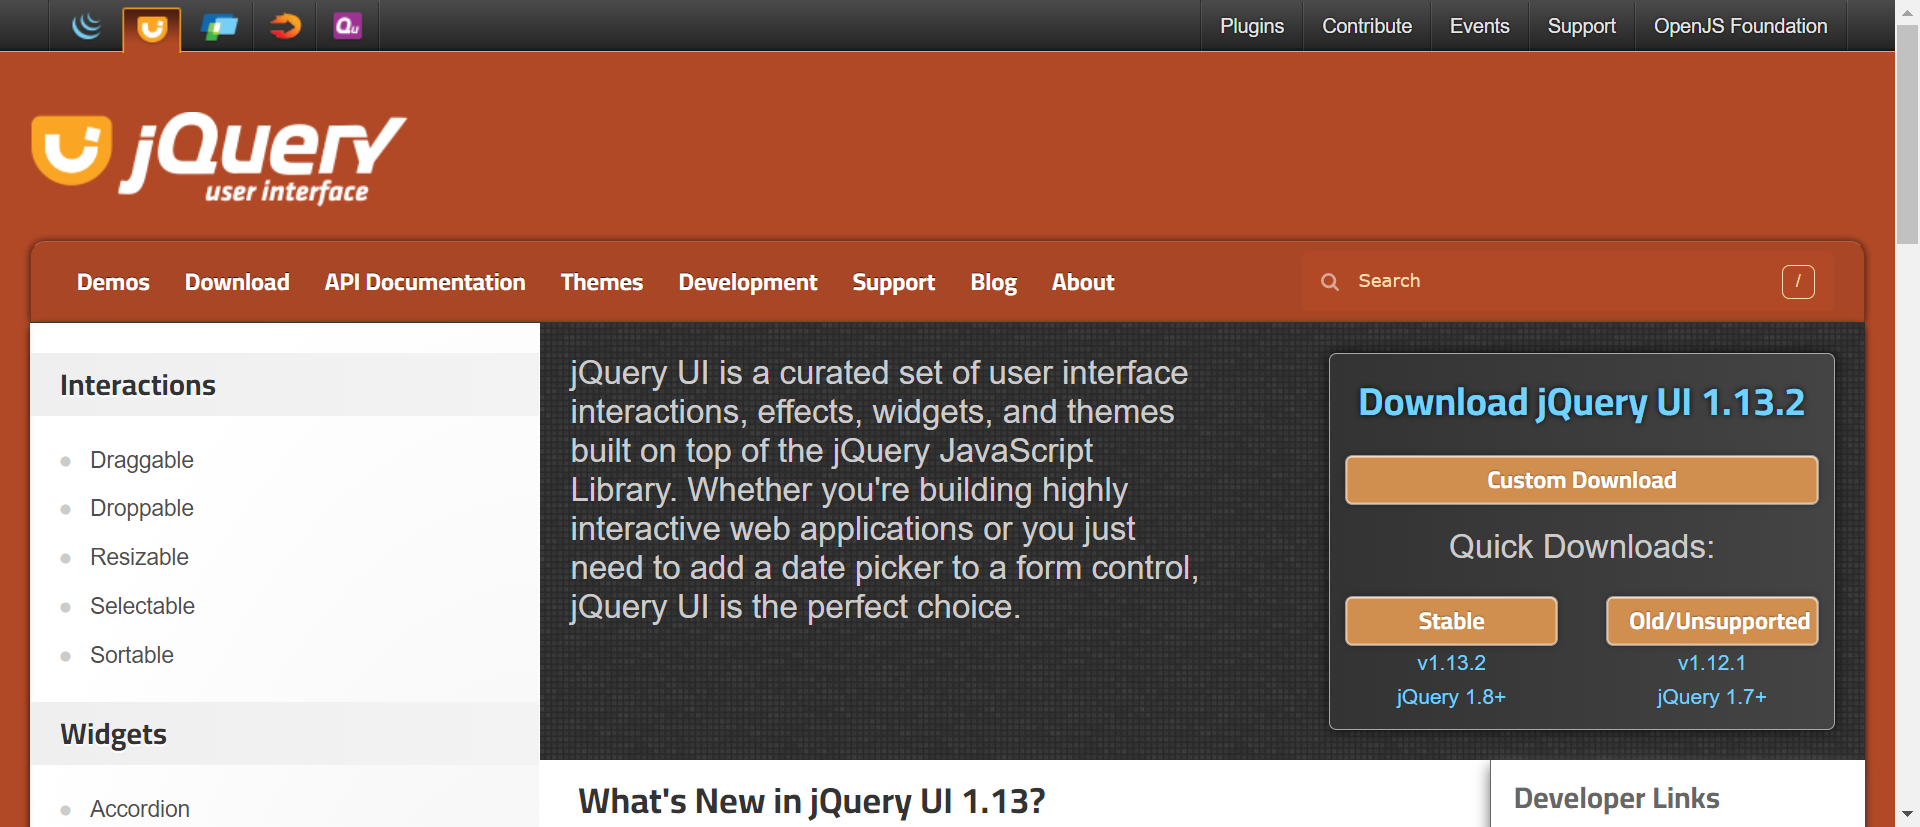 Qu
Plugins
Contribute
Events
Support
OpenJS Foundation
jQuery
user interface
Demos
Download
API Documentation
Themes
Development
Support
Blog
About
Search
/
Interactions
Draggable
Droppable
Resizable
Selectable
Sortable
Widgets
Accordion
jQuery UI is a curated set of user interface
interactions, effects, widgets, and themes
built on top of the jQuery JavaScript
Library. Whether you're building highly
interactive web applications or you just
need to add a date picker to a form control,
jQuery UI is the perfect choice.
Download jQuery UI 1.13.2
Custom Download
Quick Downloads:
Stable
v1.13.2
jQuery 1.8+
Old/Unsupported
v1.12.1
jQuery 1.7+
What's New in jQuery UI 1.13?
Developer Links